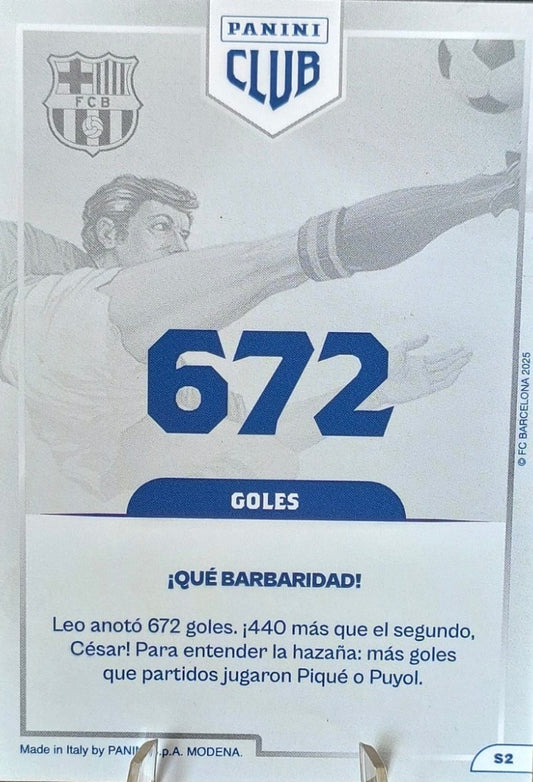 PANINI
CLUB
FCB
672
GOLES
© FC BARCELONA 2025
¡QUÉ BARBARIDAD!
Leo anotó 672 goles. ¡440 más que el segundo,
César! Para entender la hazaña: más goles
que partidos jugaron Piqué o Puyol.
Made in Italy by .p.A. MODENA.
S2